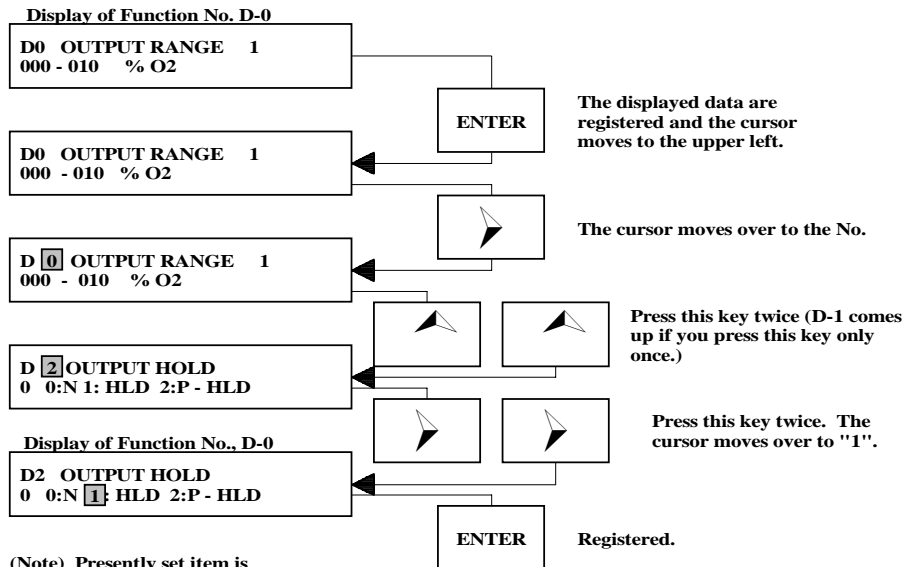 Display of Function No. D-0
D0 OUTPUT RANGE 1
000 - 010 % O2
ENTER
The displayed data are
registered and the cursor
moves to the upper left.
D0 OUTPUT RANGE 1
000 - 010 % O2
The cursor moves over to the No.
D 0 OUTPUT RANGE 1
000 - 010 % O2
Press this key twice (D-1 comes
up if you press this key only
once.)
D 2 OUTPUT HOLD
0 0:N 1: HLD 2:P - HLD
Press this key twice. The
cursor moves over to "1".
Display of Function No., D-0
D2 OUTPUT HOLD
0 0:N 1: HLD 2:P - HLD
ENTER
Registered.
(Note) Presently set item is